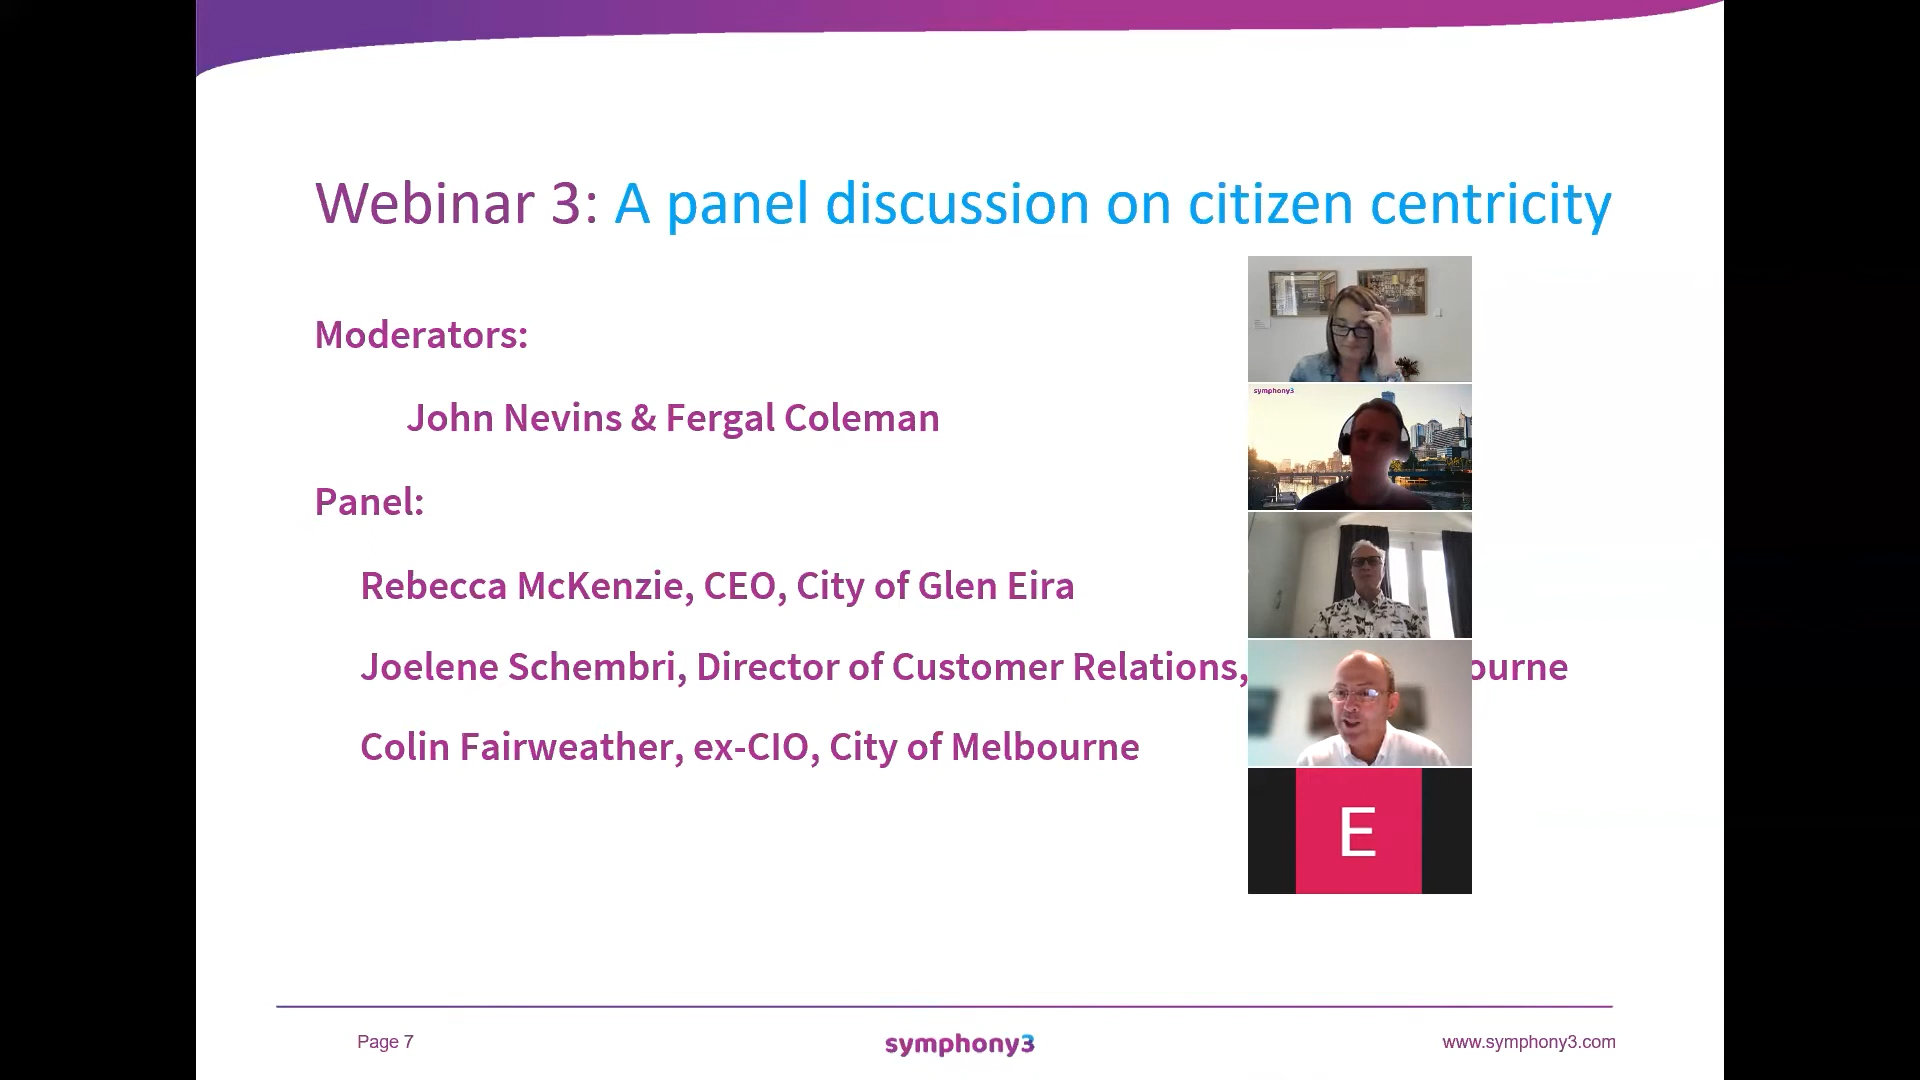 Webinar 3: A panel discussion on citizen centricity
Moderators:
John Nevins & Fergal Coleman
Panel:
Rebecca McKenzie, CEO, City of Glen Eira
Joelene Schembri, Director of Customer Relations,
Colin Fairweather, ex-CIO, City of Melbourne
symphony3
E
Page 7
symphony3
www.symphony3.com